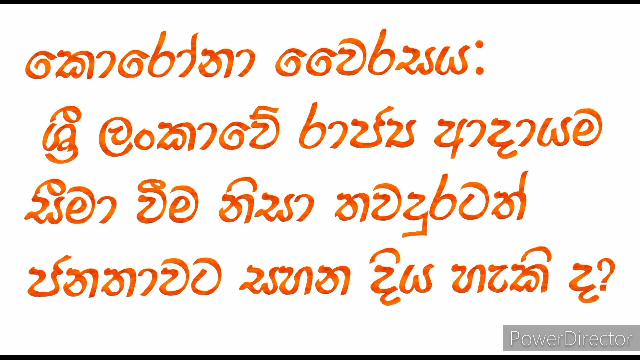 කොරෝනා වෛරසය:
ශ්‍රී ලංකාවේ රාජ්‍ය ආදායම
සීමා වීම නිසා තවදුරටත්
ජනතාවට සහන දිය හැකි ද?
PowerDirector